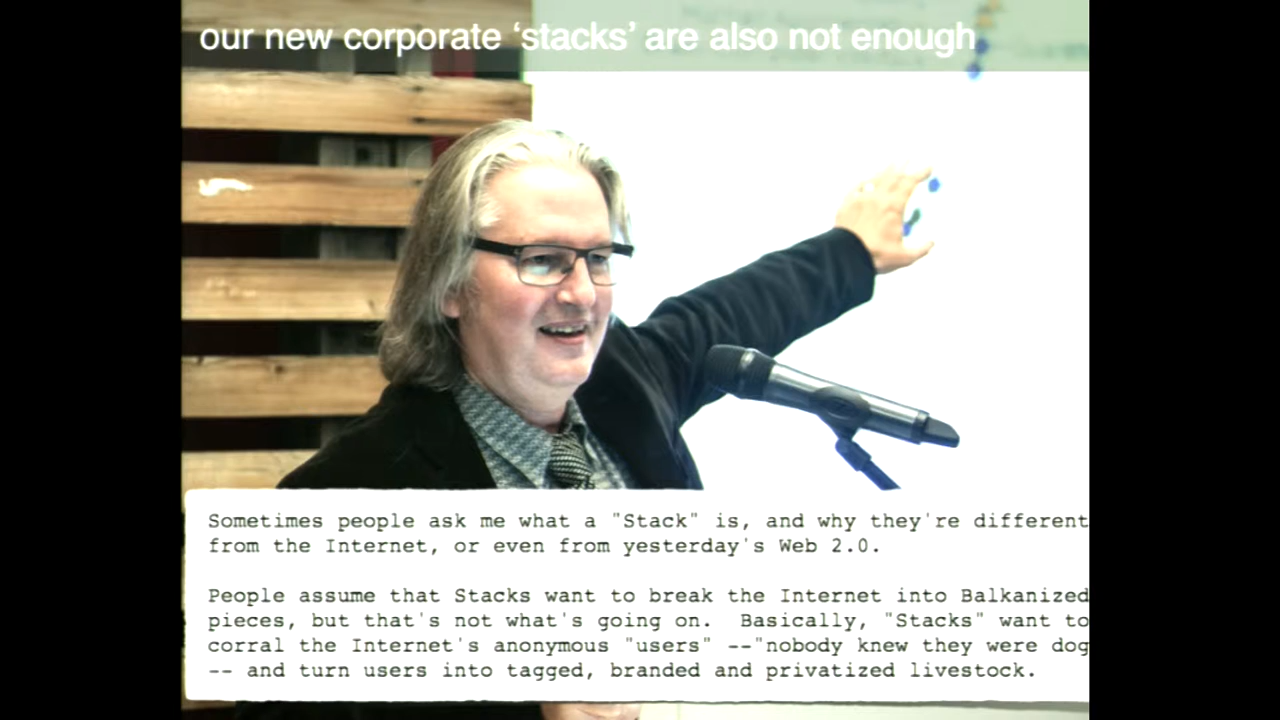 our new corporate ‘stacks’ are also not enough
Sometimes people ask me what a "Stack" is, and why they're different
from the Internet, or even from yesterday's Web 2.0.
People assume that Stacks want to break the Internet into Balkanized
pieces, but that's not what's going on.  Basically, "Stacks" want to
corral the Internet's anonymous "users" --"nobody knew they were dog
-- and turn users into tagged, branded and privatized livestock.